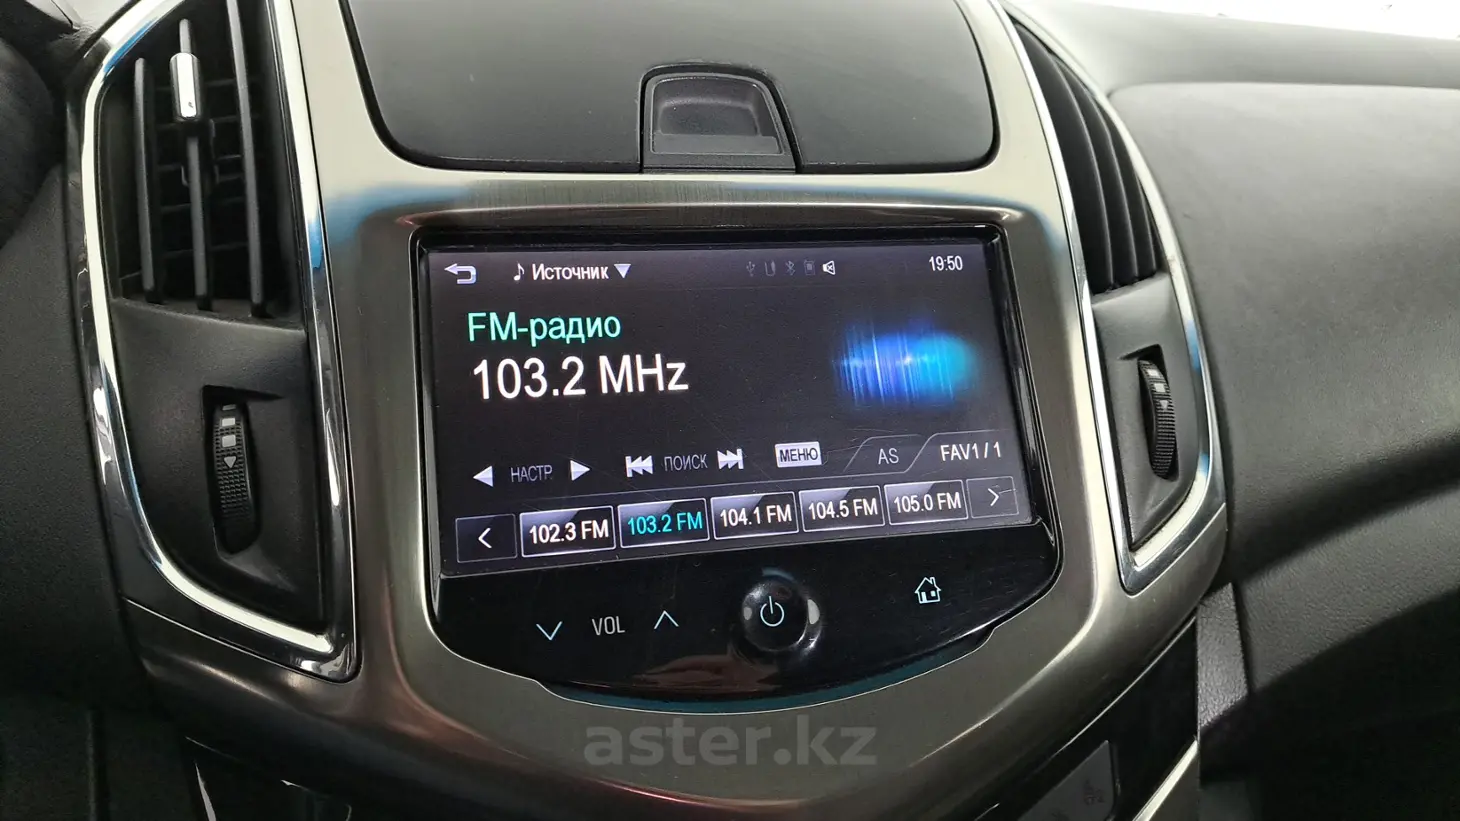 Источник
19:50
FM-радио
103.2 MHz
НАСТР.
ПОИСК
МЕНЮ
AS
FAV1/1
102.3 FM
103.2 FM
104.1 FM
104.5 FM
105.0 FM
VOL
aster.kz